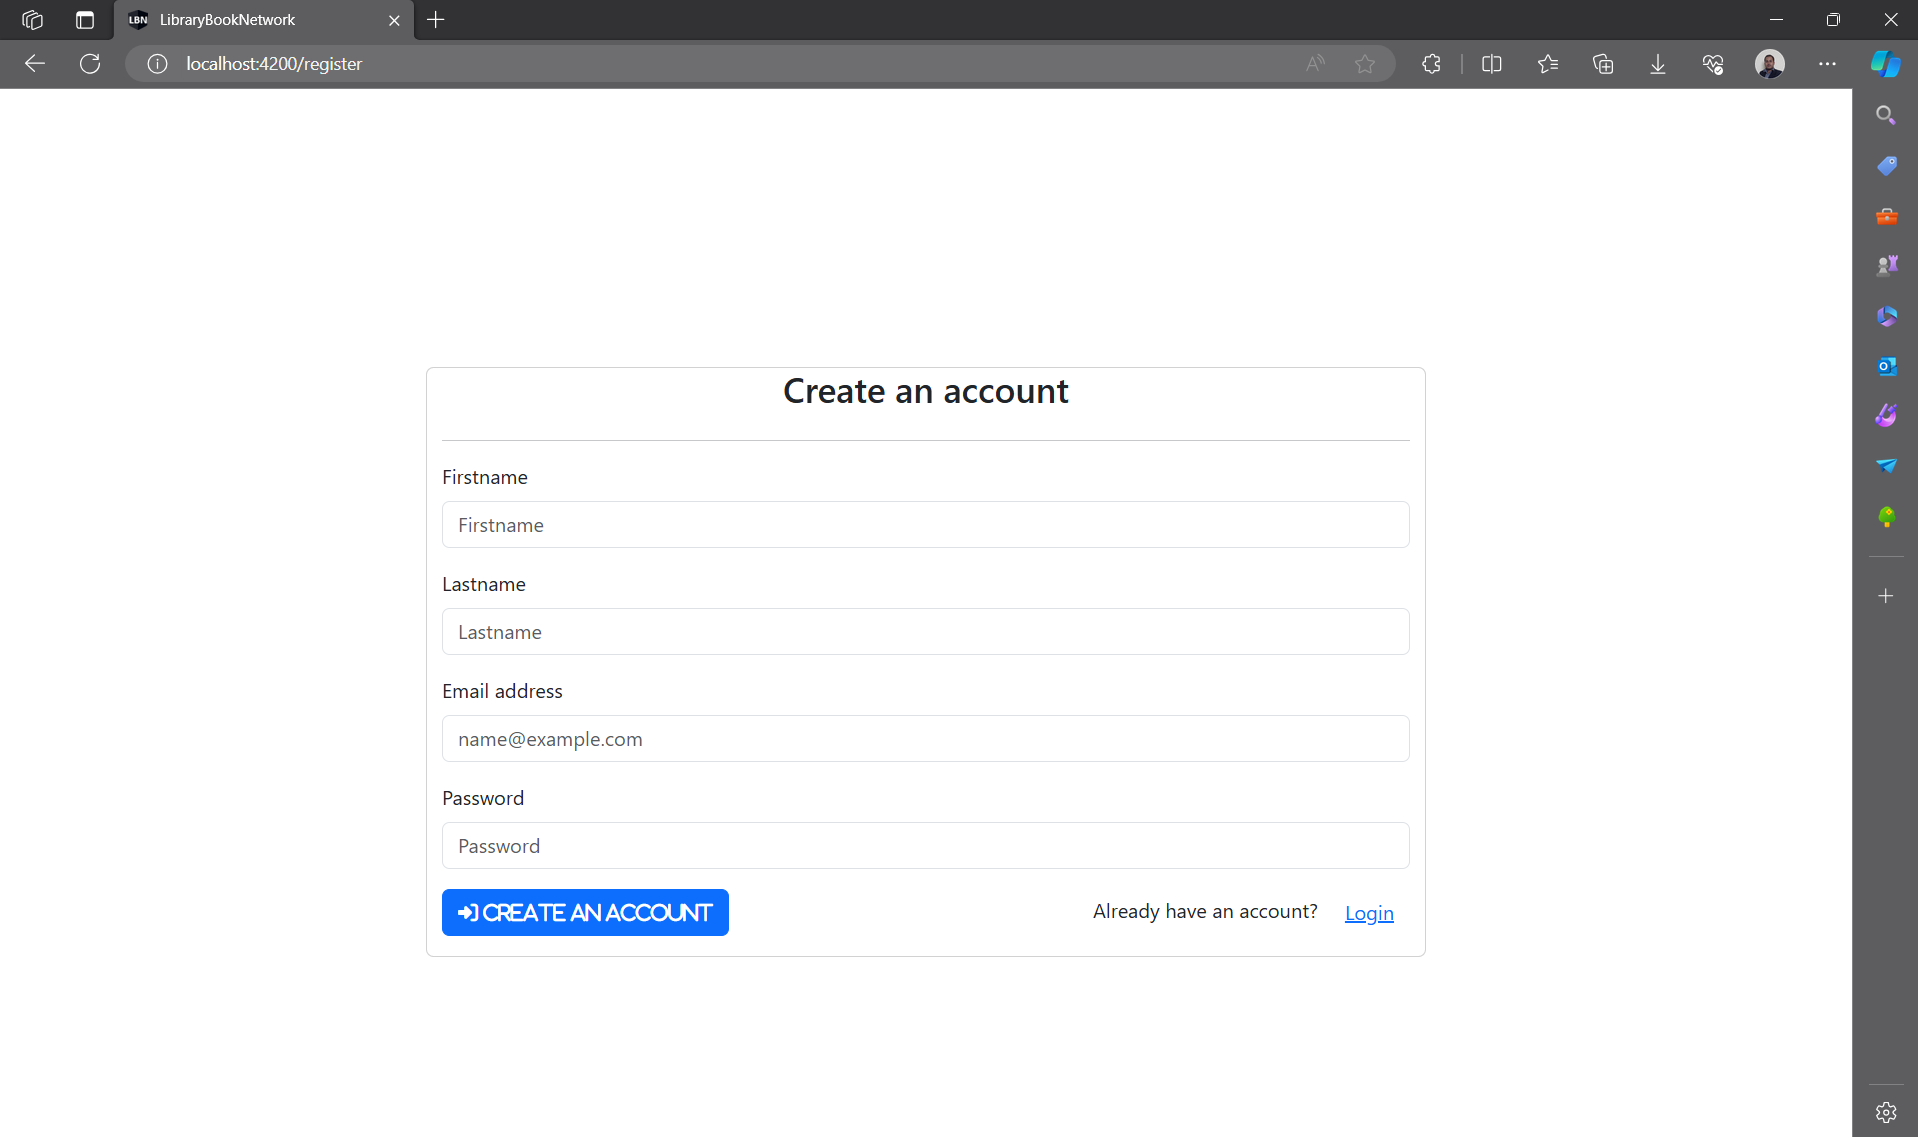 LBN LibraryBookNetwork
localhost:4200/register
Create an account
Firstname
Firstname
Lastname
Lastname
Email address
name@example.com
Password
Password
CREATE AN ACCOUNT
Already have an account? Login